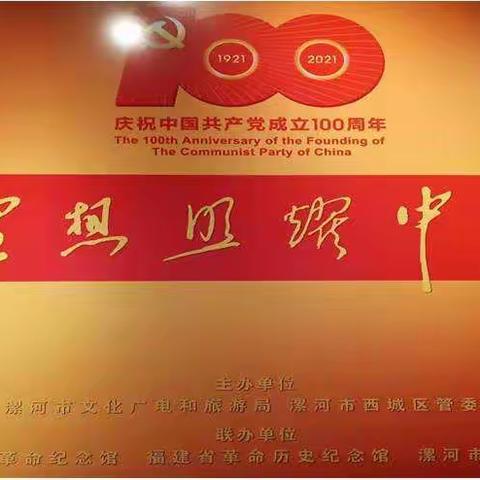 1921 2021
庆祝中国共产党成立100周年
The 100th Anniversary of the Founding of
The Communist Party of China
想照耀中
主办单位
漯河市文化广电和旅游局 漯河市西城区管委
联办单位
革命纪念馆 福建省革命历史纪念馆 漯河市